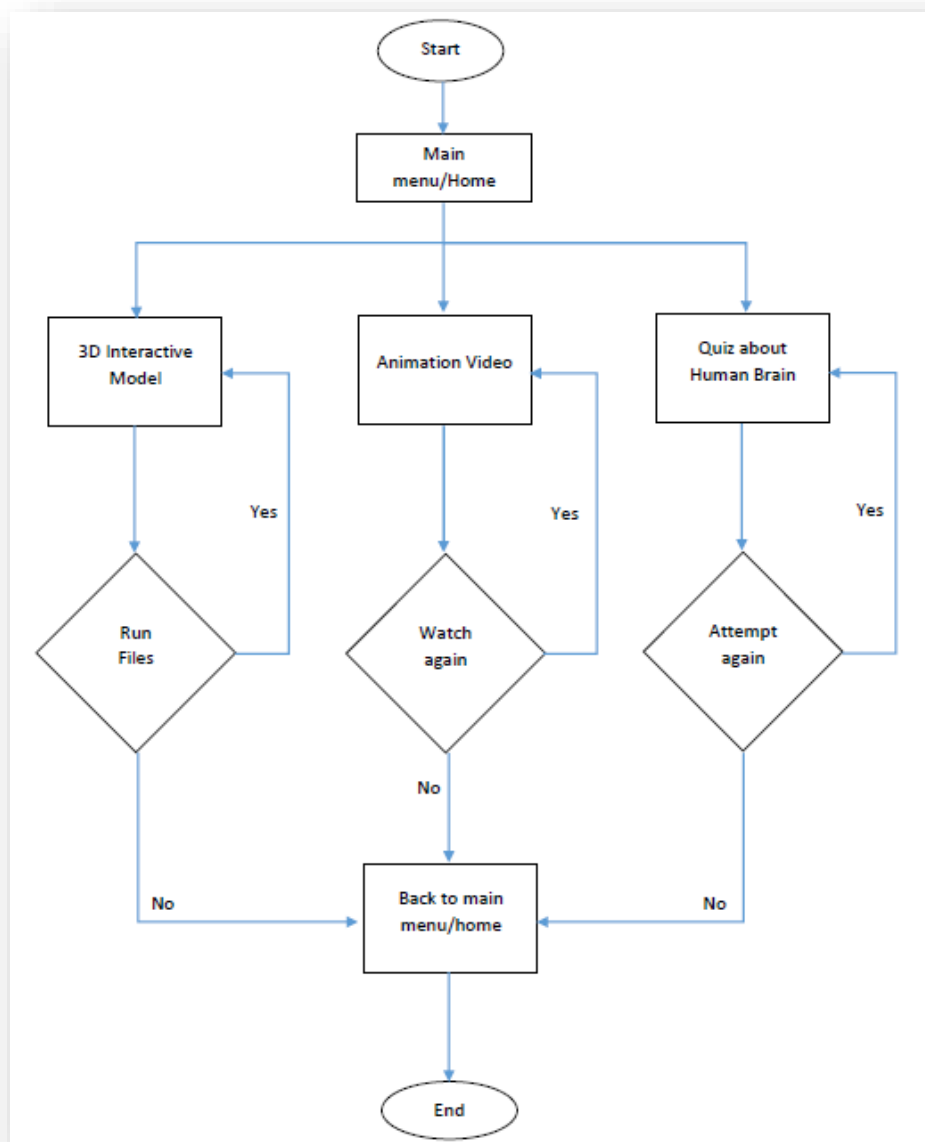 Start
Main
menu/Home
3D Interactive
Model
Animation Video
Quiz about
Human Brain
Yes
Yes
Yes
Run
Files
Watch
again
Attempt
again
No
No
No
Back to main
menu/home
End